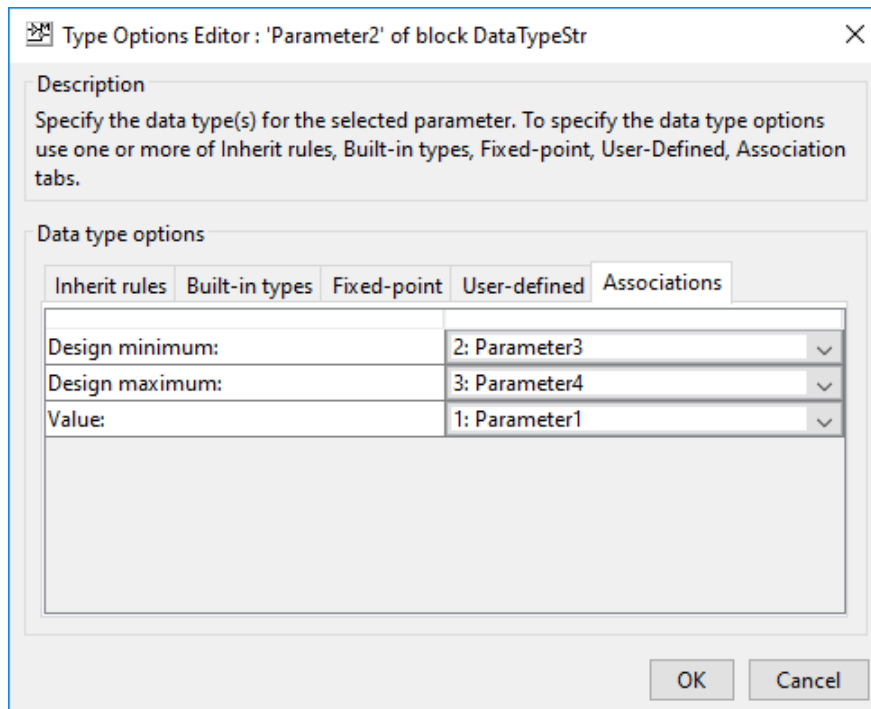 Type Options Editor : 'Parameter2' of block DataTypeStr
Description
Specify the data type(s) for the selected parameter. To specify the data type options
use one or more of Inherit rules, Built-in types, Fixed-point, User-Defined, Association
tabs.
Data type options
Inherit rules Built-in types Fixed-point User-defined Associations
Design minimum: 2: Parameter3
Design maximum: 3: Parameter4
Value: 1: Parameter1
OK Cancel